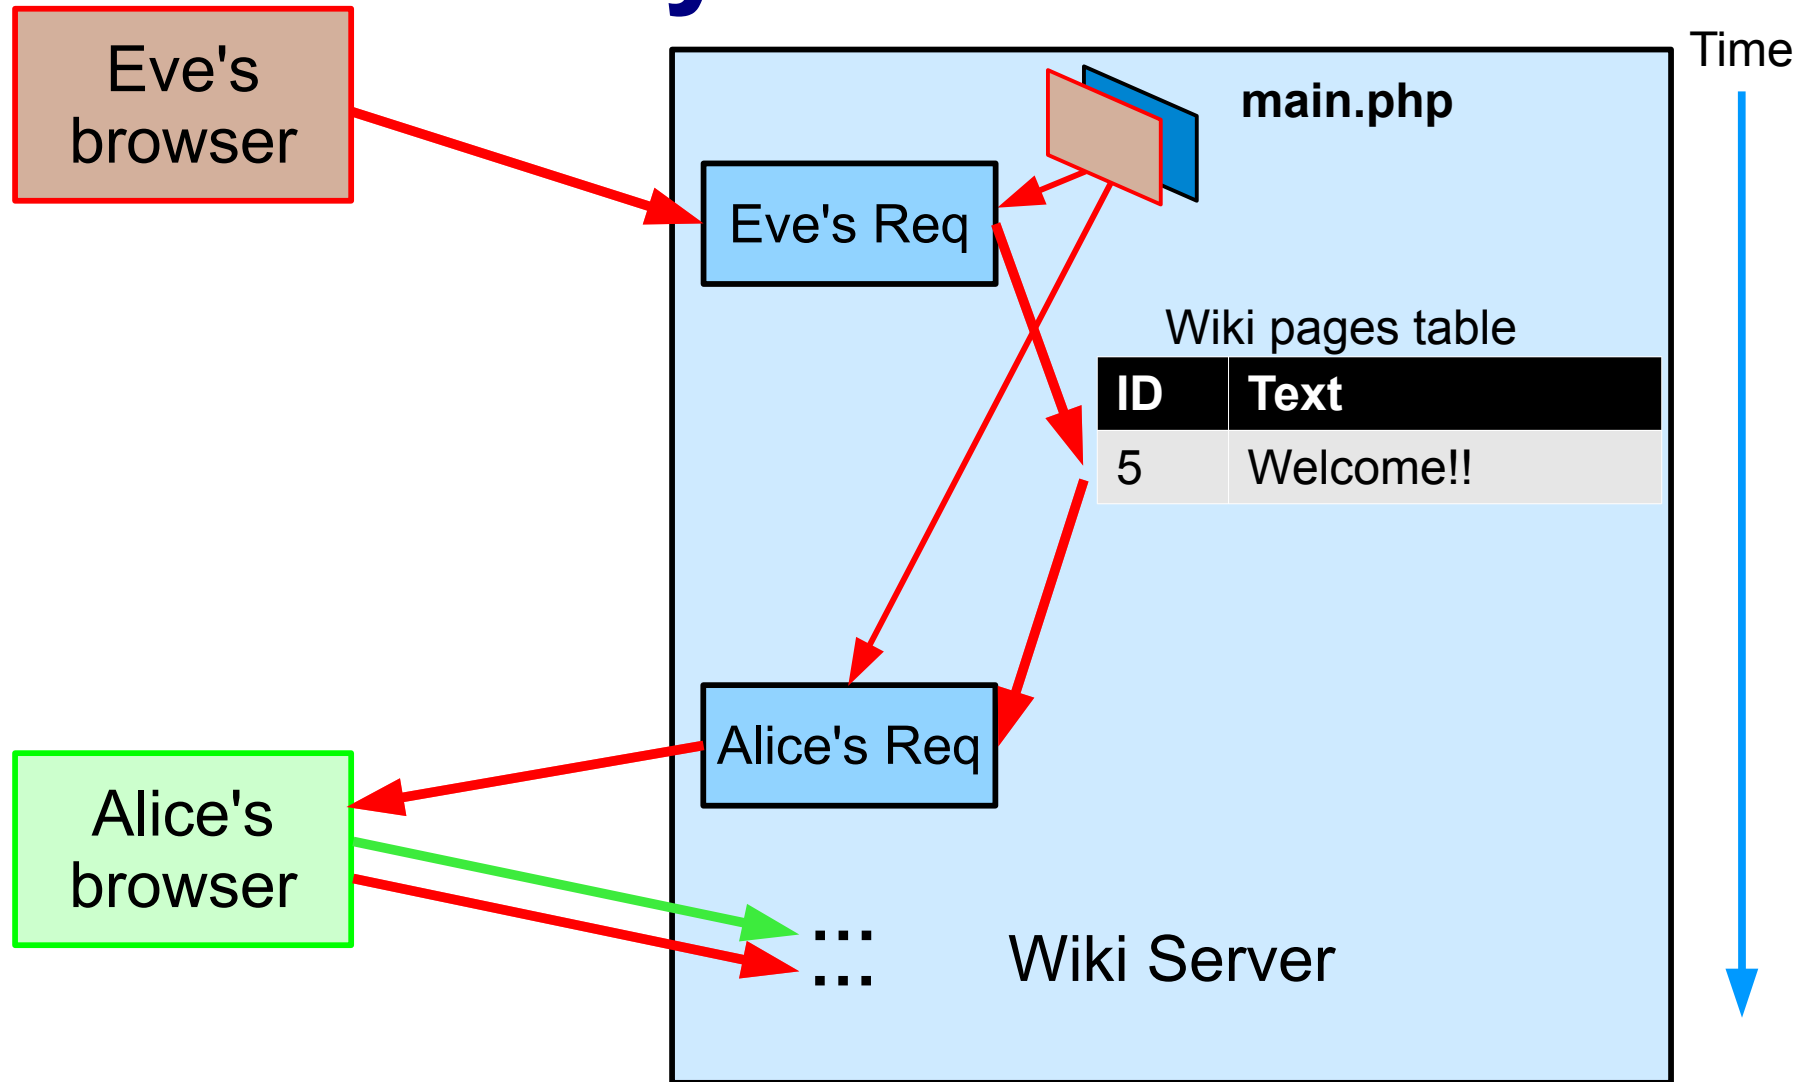 Eve's
browser
Time
main.php
Eve's Req
Wiki pages table
ID Text
5 Welcome!!
Alice's Req
Alice's
browser
...
...
Wiki Server